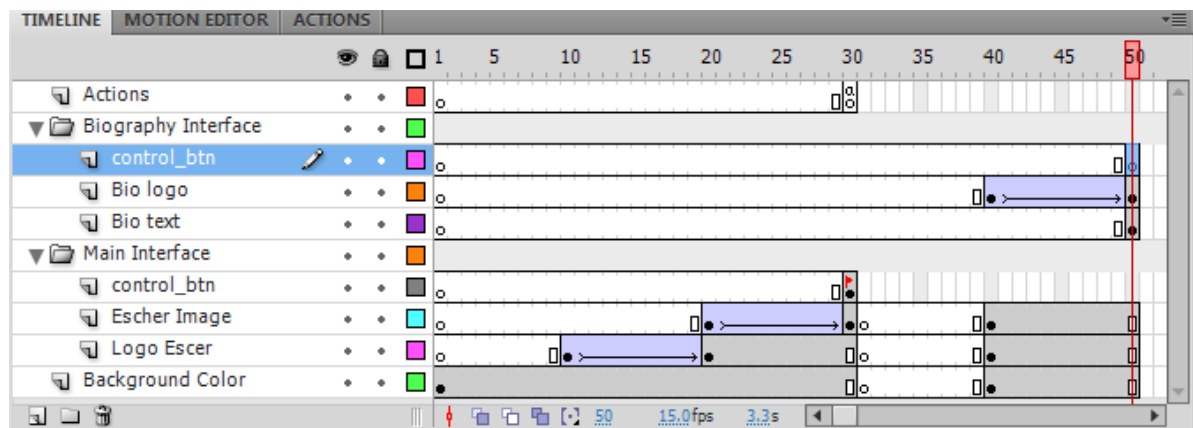 TIMELINE MOTION EDITOR ACTIONS
1 5 10 15 20 25 30 35 40 45 50
Actions
a
Biography Interface
control_btn
Bio logo
Bio text
Main Interface
control_btn
Escher Image
Logo Escer
Background Color
50 15.0fps 3.3s